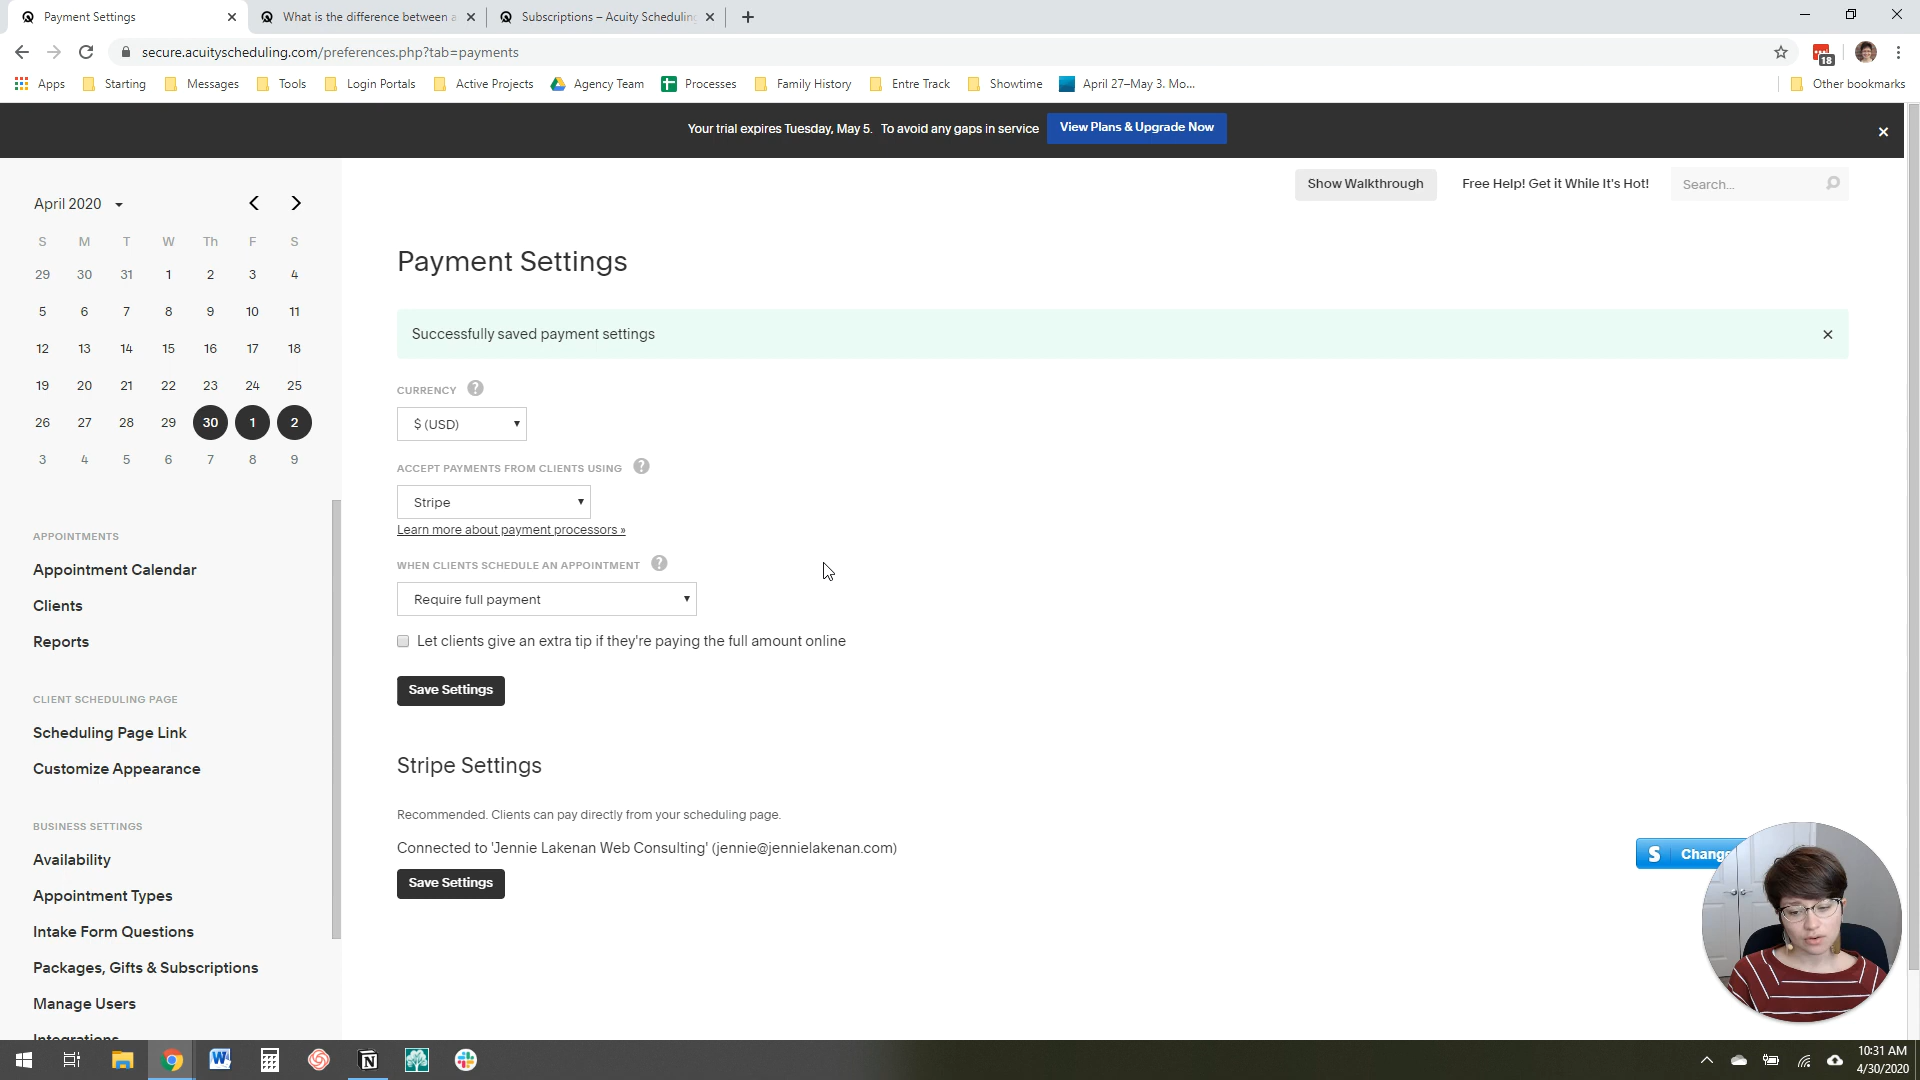 Payment Settings
What is the difference between a
Subscriptions – Acuity Scheduling
secure.acuityscheduling.com/preferences.php?tab=payments
18
Apps
Starting
Messages
Tools
Login Portals
Active Projects
Agency Team
Processes
Family History
Entre Track
Showtime
April 27–May 3. Mo...
Other bookmarks
Your trial expires Tuesday, May 5. To avoid any gaps in service
View Plans & Upgrade Now
Show Walkthrough
Free Help! Get it While It's Hot!
Search...
April 2020
S M T W Th F S
29 30 31 1 2 3 4
5 6 7 8 9 10 11
12 13 14 15 16 17 18
19 20 21 22 23 24 25
26 27 28 29 30 1 2
3 4 5 6 7 8 9
APPOINTMENTS
Appointment Calendar
Clients
Reports
CLIENT SCHEDULING PAGE
Scheduling Page Link
Customize Appearance
BUSINESS SETTINGS
Availability
Appointment Types
Intake Form Questions
Packages, Gifts & Subscriptions
Manage Users
Integrations
Payment Settings
Successfully saved payment settings
CURRENCY ?
$ (USD)
ACCEPT PAYMENTS FROM CLIENTS USING ?
Stripe
Learn more about payment processors »
WHEN CLIENTS SCHEDULE AN APPOINTMENT ?
Require full payment
Let clients give an extra tip if they're paying the full amount online
Save Settings
Stripe Settings
Recommended. Clients can pay directly from your scheduling page.
Connected to 'Jennie Lakenan Web Consulting' (jennie@jennielakenan.com)
S Change
Save Settings
10:31 AM
4/30/2020